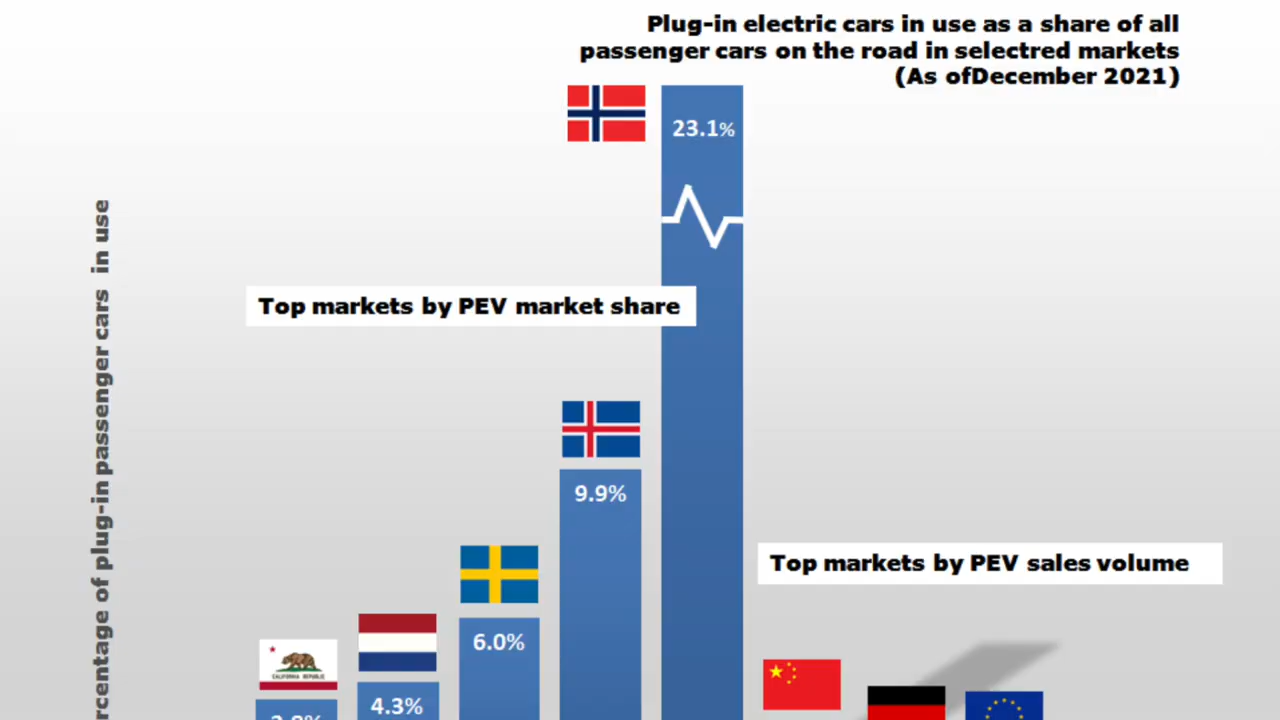 Plug-in electric cars in use as a share of all
passenger cars on the road in selectred markets
(As ofDecember 2021)
23.1%
in use
Top markets by PEV market share
of plug-in passenger cars
9.9%
Top markets by PEV sales volume
6.0%
CALIFORNIA REPUBLIC
4.3%